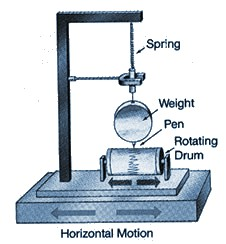 Spring
Weight
Pen
Rotating
Drum
Horizontal Motion